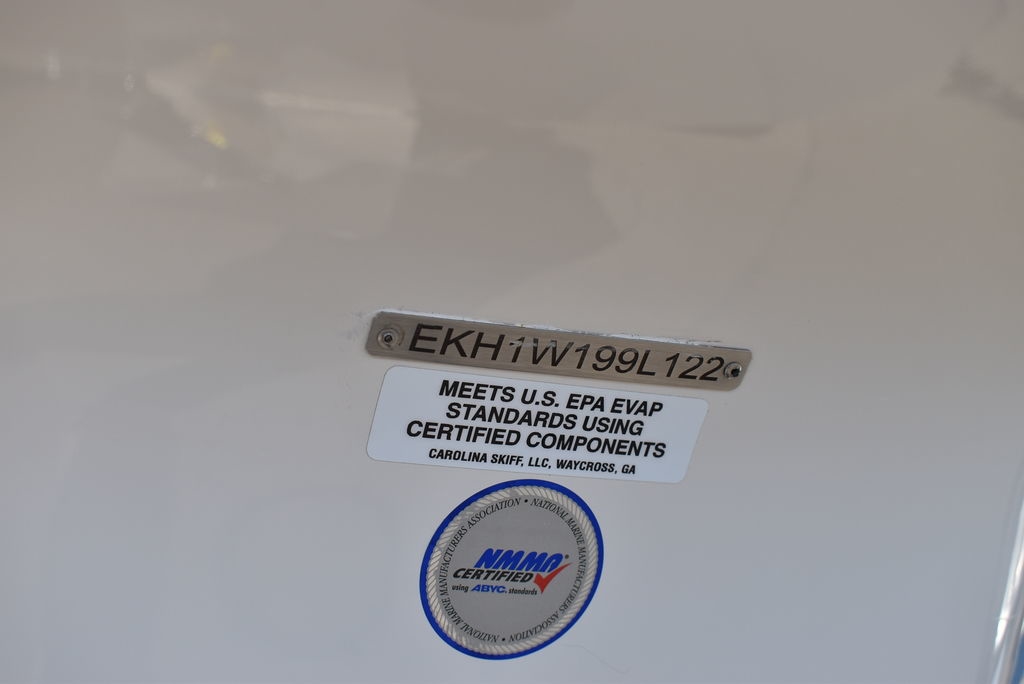 EKH1W199L122
MEETS U.S. EPA EVAP
STANDARDS USING
CERTIFIED COMPONENTS
CAROLINA SKIFF, LLC, WAYCROSS, GA
NATIONAL MARINE MANUFACTURERS ASSOCIATION • NATIONAL MARINE MANUFACTURERS ASSOCIATION •
NMMA®
CERTIFIED
using ABYC. standards